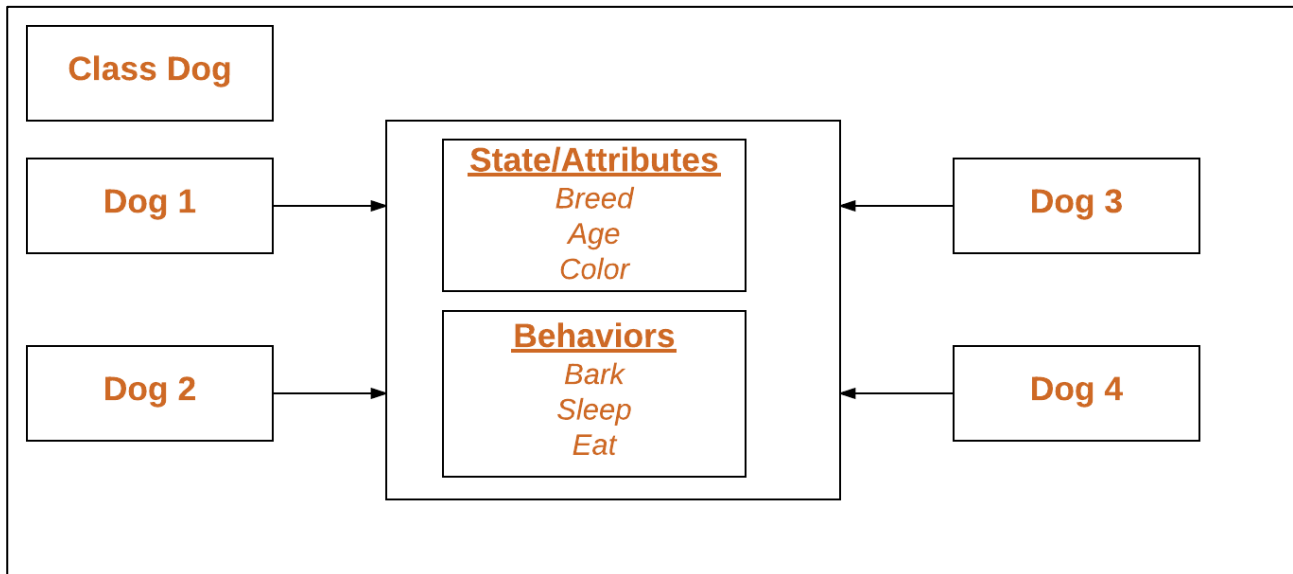 Class Dog
Dog 1
Dog 2
State/Attributes
Breed
Age
Color
Behaviors
Bark
Sleep
Eat
Dog 3
Dog 4